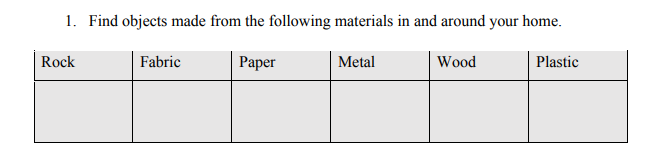 1. Find objects made from the following materials in and around your home.
Rock Fabric Paper Metal Wood Plastic